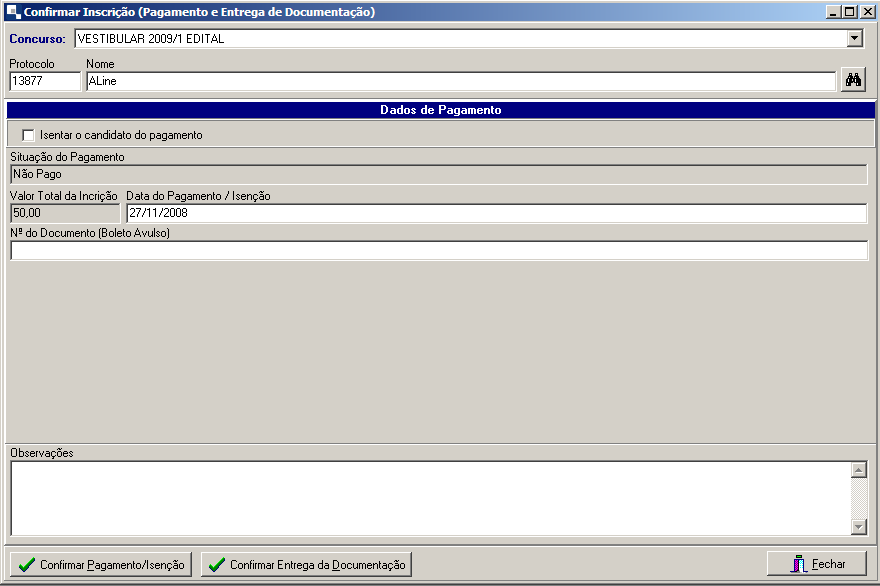 Confirmar Inscrição (Pagamento e Entrega de Documentação)
Concurso: VESTIBULAR 2009/1 EDITAL
Protocolo Nome
13877 ALine
Dados de Pagamento
Isentar o candidato do pagamento
Situação do Pagamento
Não Pago
Valor Total da Incrição Data do Pagamento / Isenção
50,00 27/11/2008
Nº do Documento (Boleto Avulso)
Observações
Confirmar Pagamento/Isenção Confirmar Entrega da Documentação Fechar